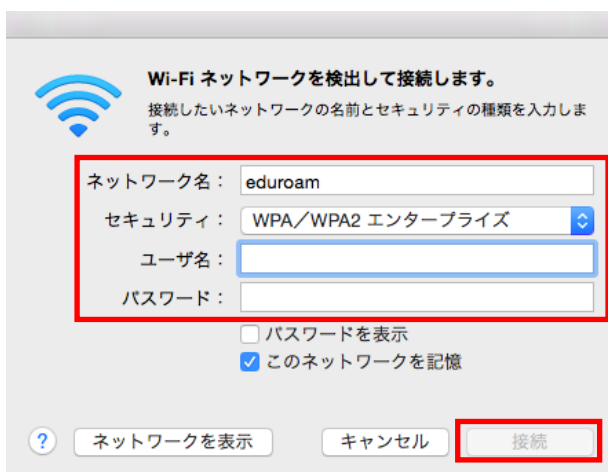 Wi-Fi ネットワークを検出して接続します。
接続したいネットワークの名前とセキュリティの種類を入力しま
す。
ネットワーク名： eduroam
セキュリティ： WPA／WPA2 エンタープライズ
ユーザ名：
パスワード：
パスワードを表示
このネットワークを記憶
? ネットワークを表示 キャンセル 接続